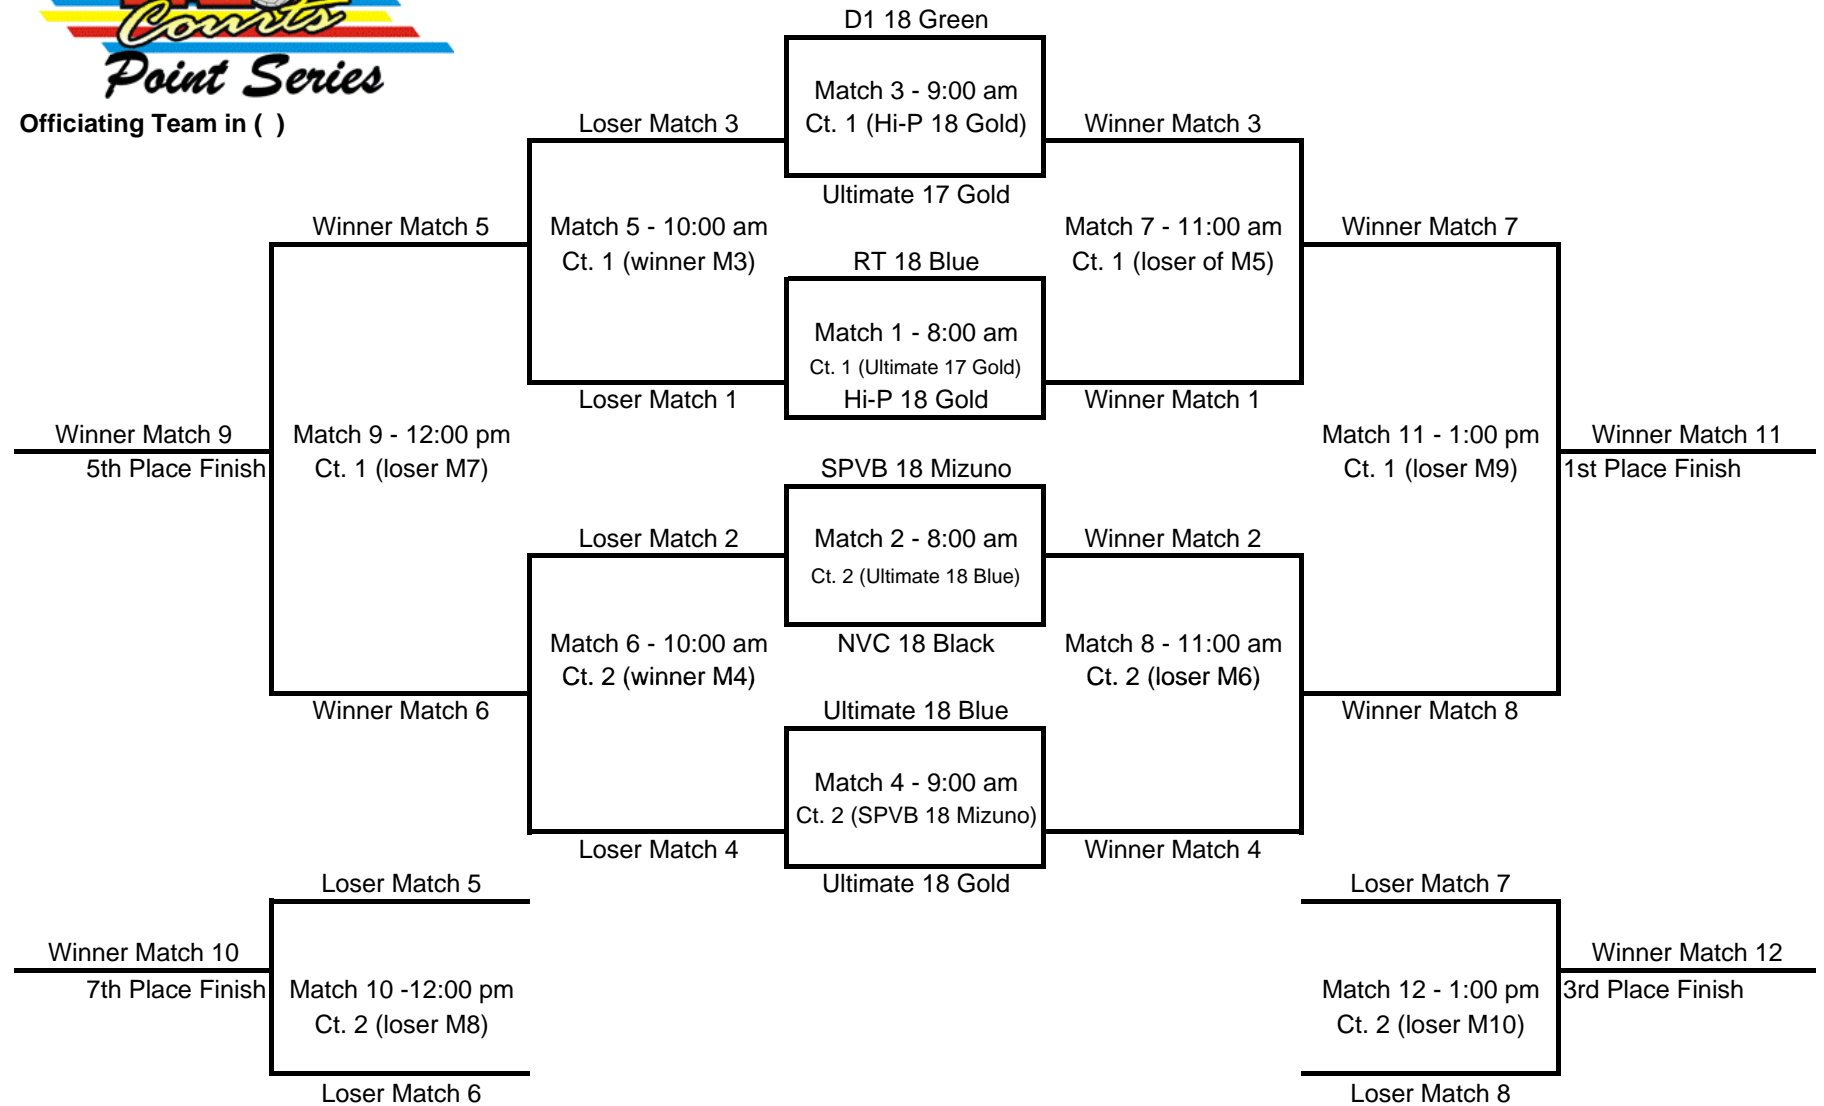 Courts
Point Series
Officiating Team in ( )
D1 18 Green
Match 3 - 9:00 am
Ct. 1 (Hi-P 18 Gold)
Loser Match 3
Winner Match 3
Ultimate 17 Gold
Winner Match 5
Match 5 - 10:00 am
Ct. 1 (winner M3)
Match 7 - 11:00 am
Ct. 1 (loser of M5)
Winner Match 7
RT 18 Blue
Match 1 - 8:00 am
Ct. 1 (Ultimate 17 Gold)
Hi-P 18 Gold
Loser Match 1
Winner Match 1
Winner Match 9
5th Place Finish
Match 9 - 12:00 pm
Ct. 1 (loser M7)
Match 11 - 1:00 pm
Ct. 1 (loser M9)
Winner Match 11
1st Place Finish
SPVB 18 Mizuno
Loser Match 2
Match 2 - 8:00 am
Ct. 2 (Ultimate 18 Blue)
Winner Match 2
NVC 18 Black
Match 6 - 10:00 am
Ct. 2 (winner M4)
Match 8 - 11:00 am
Ct. 2 (loser M6)
Winner Match 6
Winner Match 8
Ultimate 18 Blue
Match 4 - 9:00 am
Ct. 2 (SPVB 18 Mizuno)
Loser Match 4
Winner Match 4
Ultimate 18 Gold
Loser Match 5
Loser Match 7
Winner Match 10
7th Place Finish
Match 10 -12:00 pm
Ct. 2 (loser M8)
Match 12 - 1:00 pm
Ct. 2 (loser M10)
Winner Match 12
3rd Place Finish
Loser Match 6
Loser Match 8